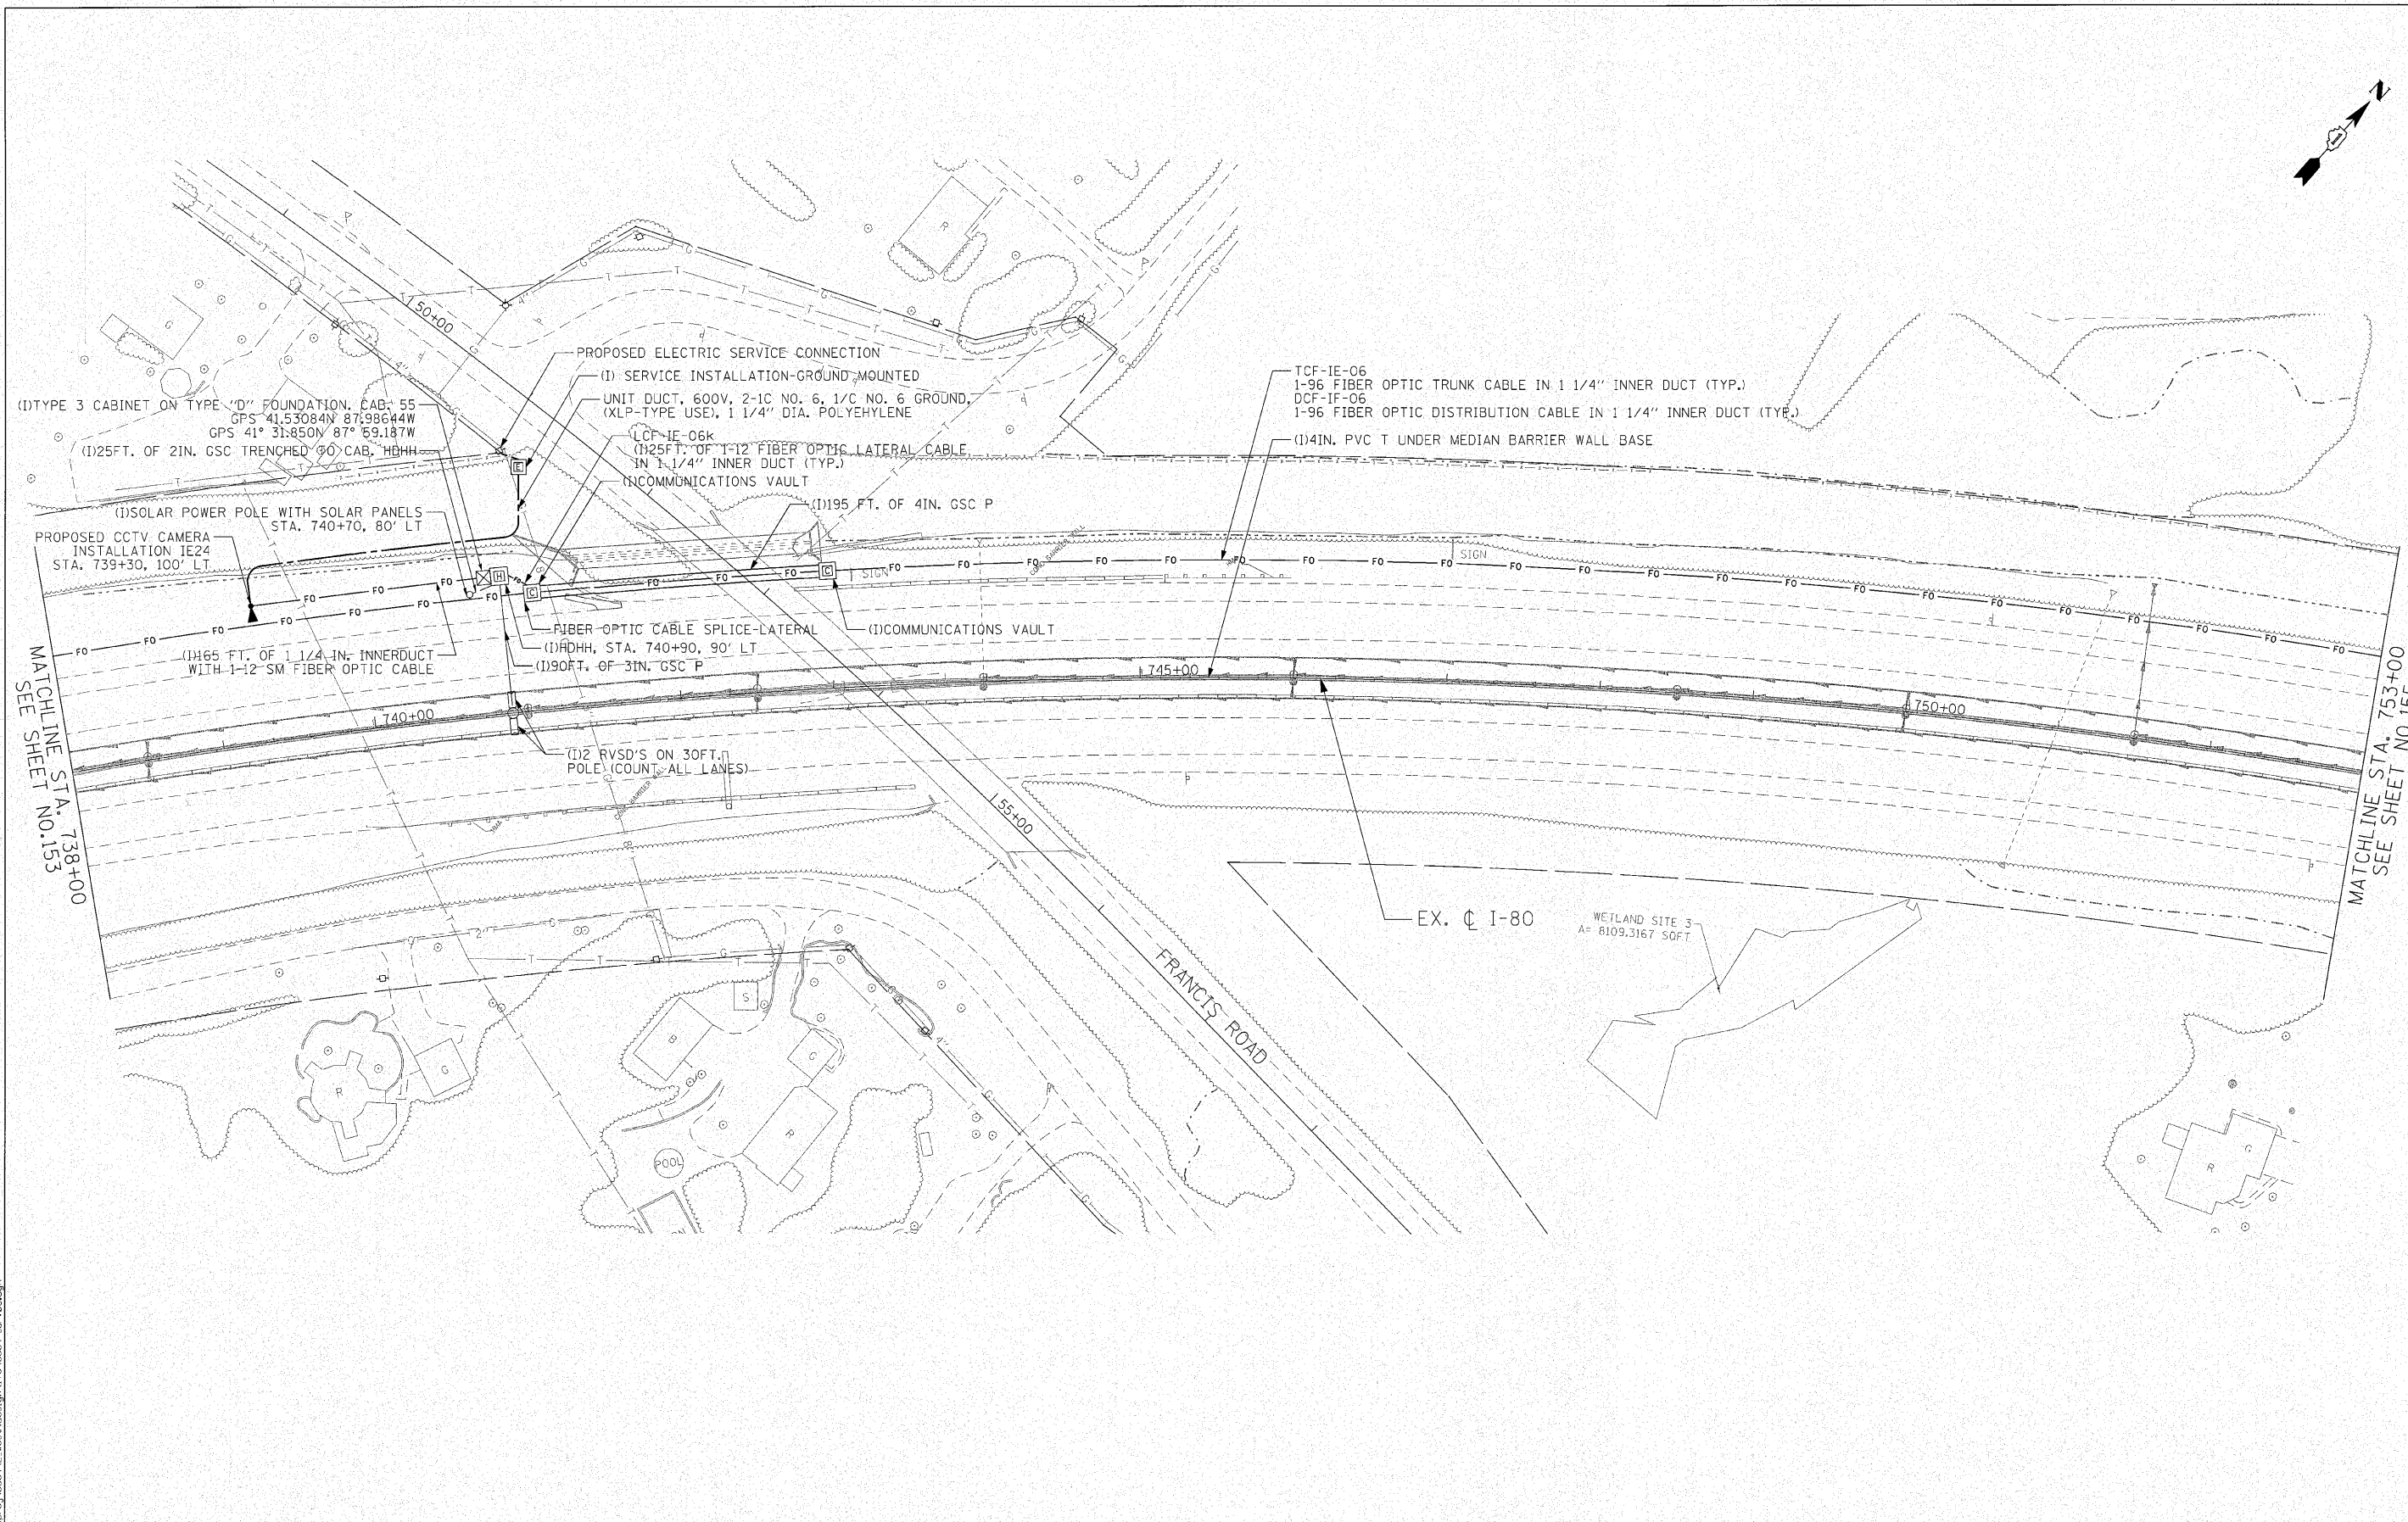 N
50+00
PROPOSED ELECTRIC SERVICE CONNECTION
(I) SERVICE INSTALLATION-GROUND MOUNTED
UNIT DUCT, 600V, 2-1C NO. 6, 1/C NO. 6 GROUND,
(XLP-TYPE USE), 1 1/4" DIA. POLYEHYLENE
LCF-IE-06k
(I)25FT. OF 1-12 FIBER OPTIC LATERAL CABLE
IN 1-1/4" INNER DUCT (TYP.)
(I)COMMUNICATIONS VAULT
(I)195 FT. OF 4IN. GSC P
TCF-IE-06
1-96 FIBER OPTIC TRUNK CABLE IN 1 1/4" INNER DUCT (TYP.)
DCF-IF-06
1-96 FIBER OPTIC DISTRIBUTION CABLE IN 1 1/4" INNER DUCT (TYP.)
(I)4IN. PVC T UNDER MEDIAN BARRIER WALL BASE
(I)TYPE 3 CABINET ON TYPE "D" FOUNDATION. CAB. 55
GPS 41.53084N 87.98644W
GPS 41° 31.850N 87° 59.187W
(I)25FT. OF 2IN. GSC TRENCHED TO CAB. HDHH
(I)SOLAR POWER POLE WITH SOLAR PANELS
STA. 740+70, 80' LT
PROPOSED CCTV CAMERA
INSTALLATION IE24
STA. 739+30, 100' LT
E
H
C
C
SIGN
SIGN
FIBER OPTIC CABLE SPLICE-LATERAL
(I)HDHH, STA. 740+90, 90' LT
(I)90FT. OF 3IN. GSC P
(I)COMMUNICATIONS VAULT
(I)165 FT. OF 1 1/4 IN. INNERDUCT
WITH 1-12 SM FIBER OPTIC CABLE
740+00
745+00
750+00
(I)2 RVSD'S ON 30FT.
POLE (COUNT ALL LANES)
55+00
MATCHLINE STA. 738+00
SEE SHEET NO.153
MATCHLINE STA. 753+00
SEE SHEET NO.
EX. ℄ I-80
WETLAND SITE 3
A= 8109.3167 SQFT
FRANCIS ROAD
POOL